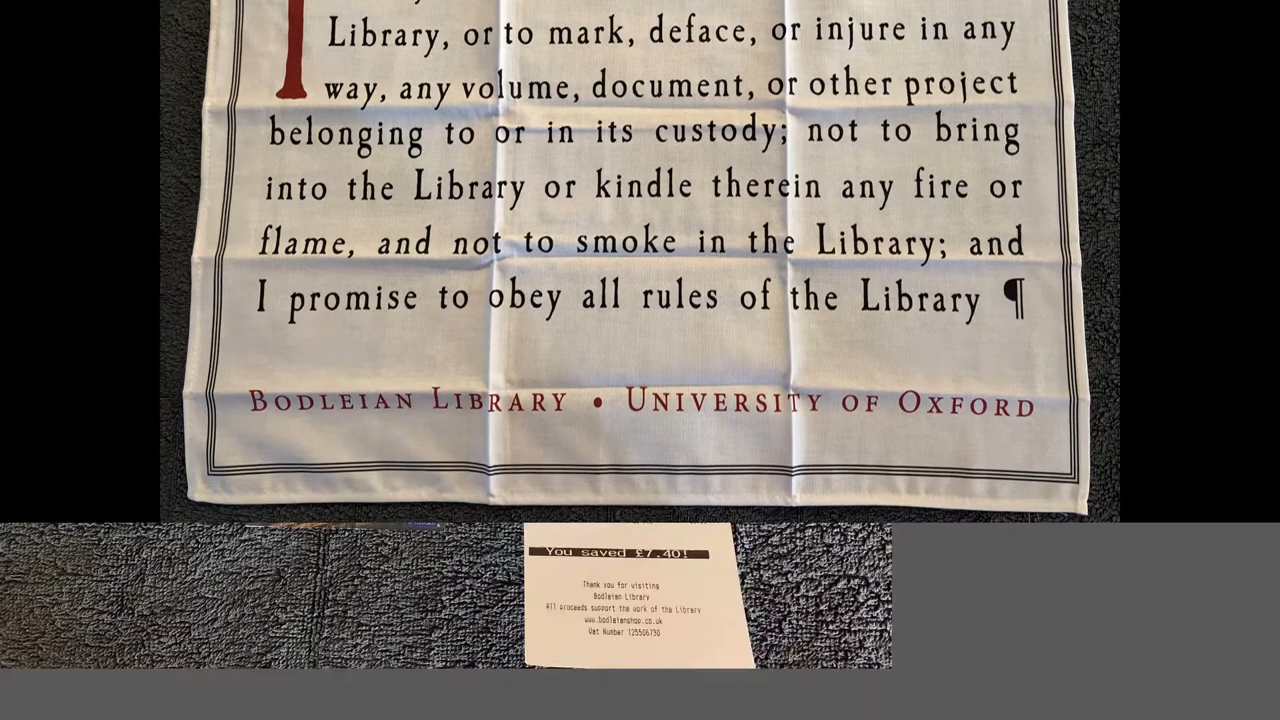 I
Library, or to mark, deface, or injure in any
way, any volume, document, or other project
belonging to or in its custody; not to bring
into the Library or kindle therein any fire or
flame, and not to smoke in the Library; and
I promise to obey all rules of the Library ¶
BODLEIAN LIBRARY • UNIVERSITY OF OXFORD
You saved £7.40!
Thank you for visiting
Bodleian Library
All proceeds support the work of the Library
www.bodleianshop.co.uk
Vat Number 125506730